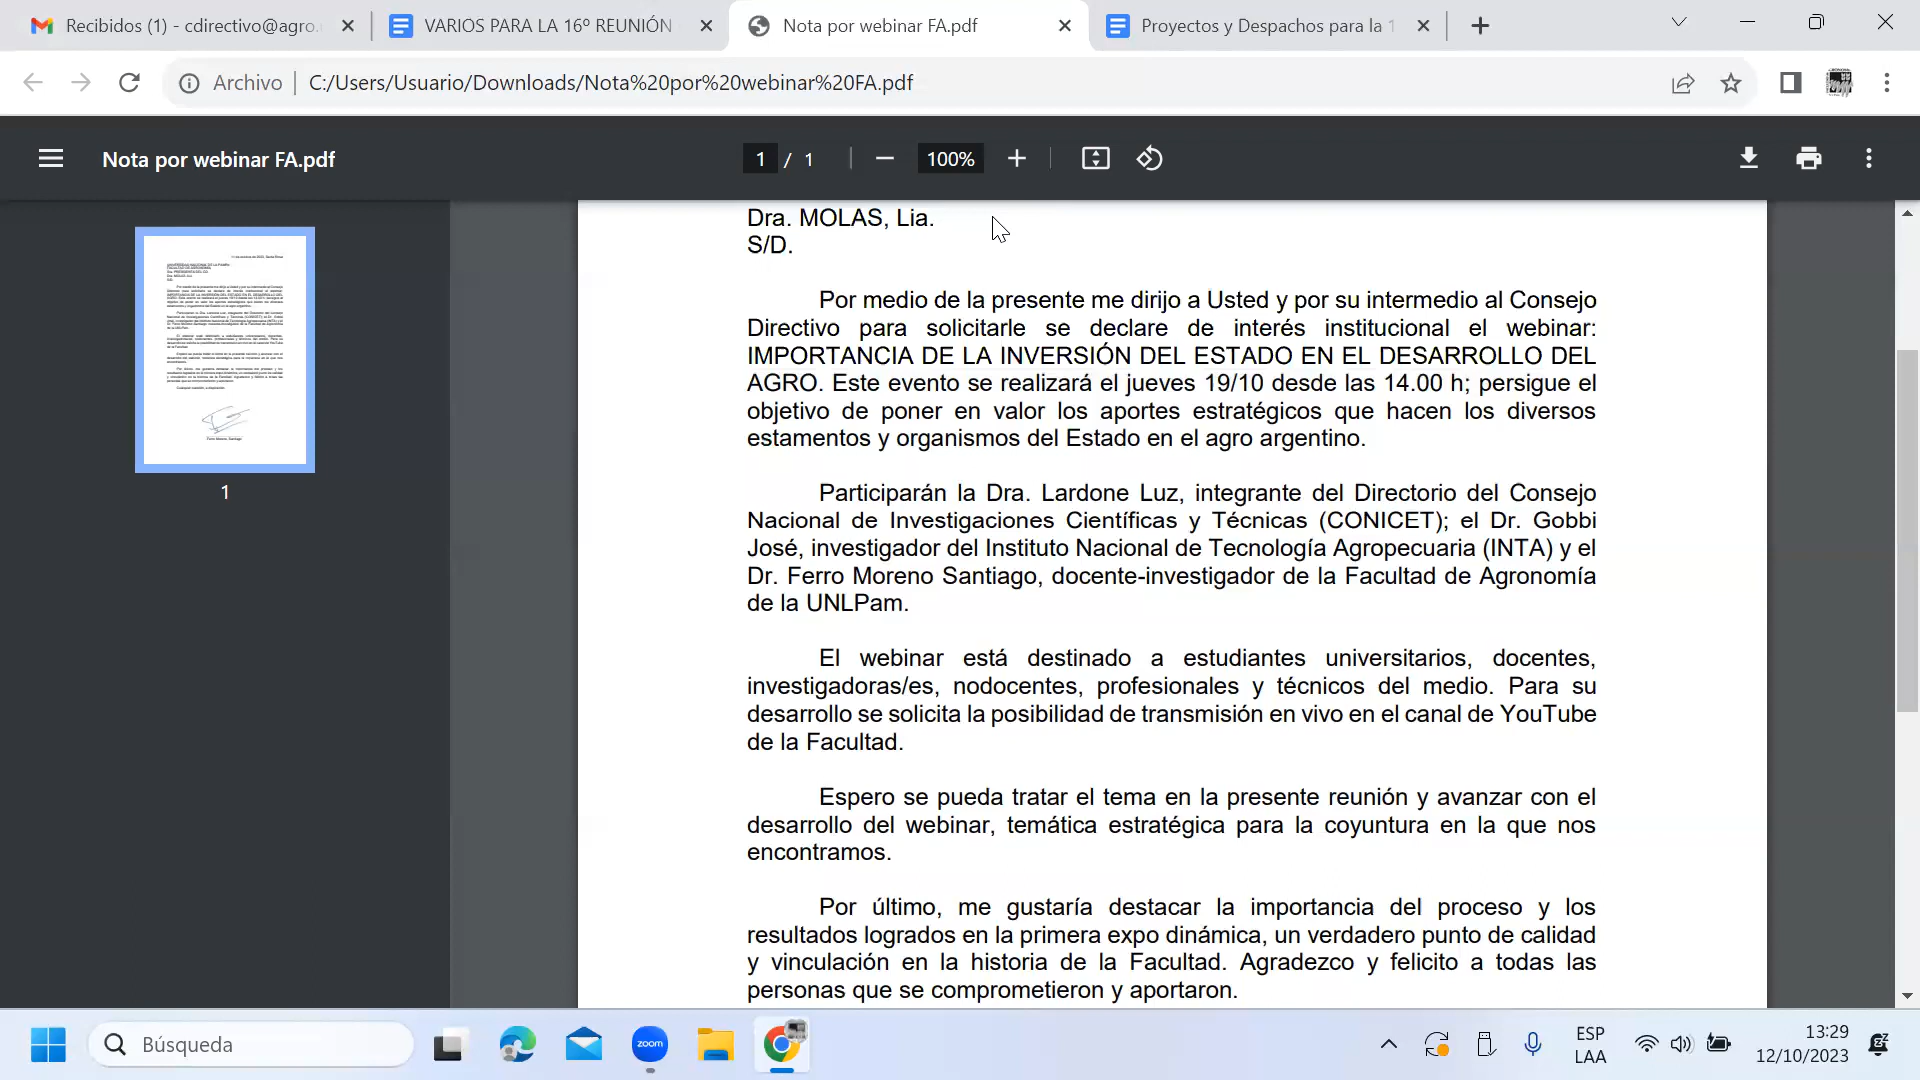 Recibidos (1) - cdirectivo@agro.
VARIOS PARA LA 16º REUNIÓN
Nota por webinar FA.pdf
Proyectos y Despachos para la 1
Archivo
C:/Users/Usuario/Downloads/Nota%20por%20webinar%20FA.pdf
Nota por webinar FA.pdf
1 / 1
100%
Dra. MOLAS, Lia.
S/D.
Por medio de la presente me dirijo a Usted y por su intermedio al Consejo
Directivo para solicitarle se declare de interés institucional el webinar:
IMPORTANCIA DE LA INVERSIÓN DEL ESTADO EN EL DESARROLLO DEL
AGRO. Este evento se realizará el jueves 19/10 desde las 14.00 h; persigue el
objetivo de poner en valor los aportes estratégicos que hacen los diversos
estamentos y organismos del Estado en el agro argentino.
Participarán la Dra. Lardone Luz, integrante del Directorio del Consejo
Nacional de Investigaciones Científicas y Técnicas (CONICET); el Dr. Gobbi
José, investigador del Instituto Nacional de Tecnología Agropecuaria (INTA) y el
Dr. Ferro Moreno Santiago, docente-investigador de la Facultad de Agronomía
de la UNLPam.
El webinar está destinado a estudiantes universitarios, docentes,
investigadoras/es, nodocentes, profesionales y técnicos del medio. Para su
desarrollo se solicita la posibilidad de transmisión en vivo en el canal de YouTube
de la Facultad.
Espero se pueda tratar el tema en la presente reunión y avanzar con el
desarrollo del webinar, temática estratégica para la coyuntura en la que nos
encontramos.
Por último, me gustaría destacar la importancia del proceso y los
resultados logrados en la primera expo dinámica, un verdadero punto de calidad
y vinculación en la historia de la Facultad. Agradezco y felicito a todas las
personas que se comprometieron y aportaron.
1
Búsqueda
zoom
ESP
LAA
13:29
12/10/2023